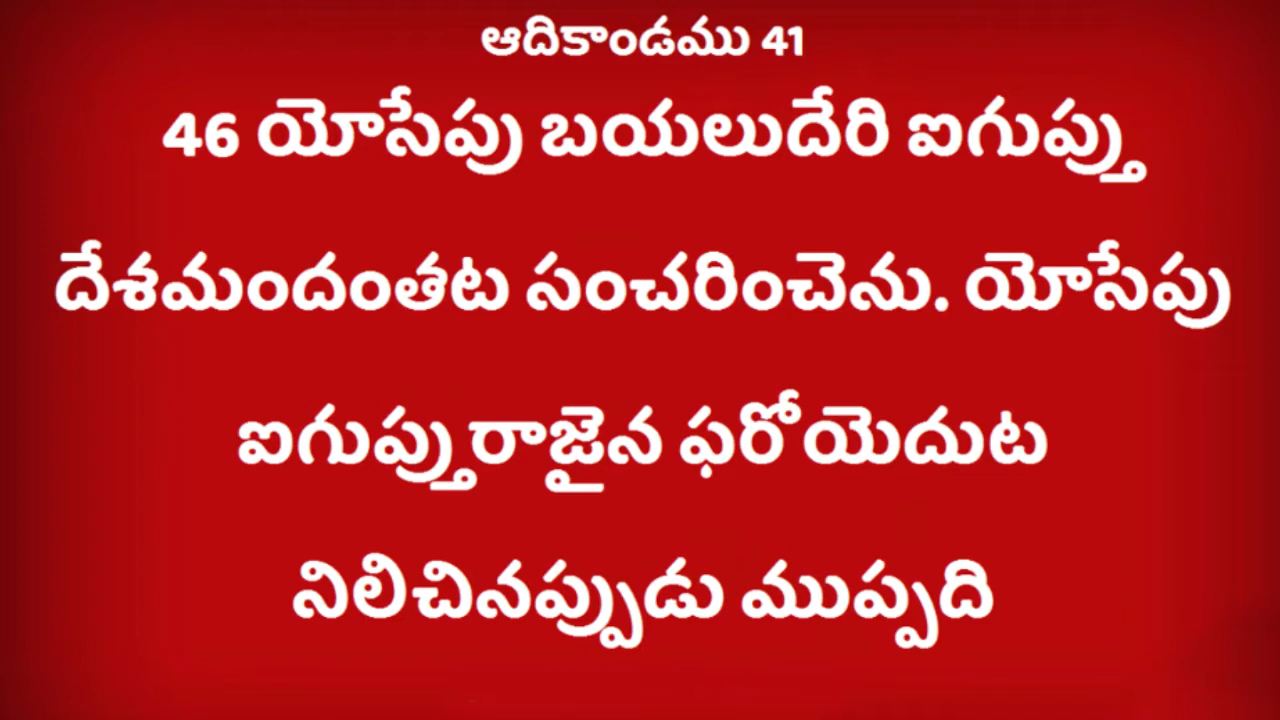 ఆదికాండము 41
46 యోసేపు బయలుదేరి ఐగుప్తు
దేశమందంతట సంచరించెను. యోసేపు
ఐగుప్తురాజైన ఫరోయెదుట
నిలిచినప్పుడు ముప్పది